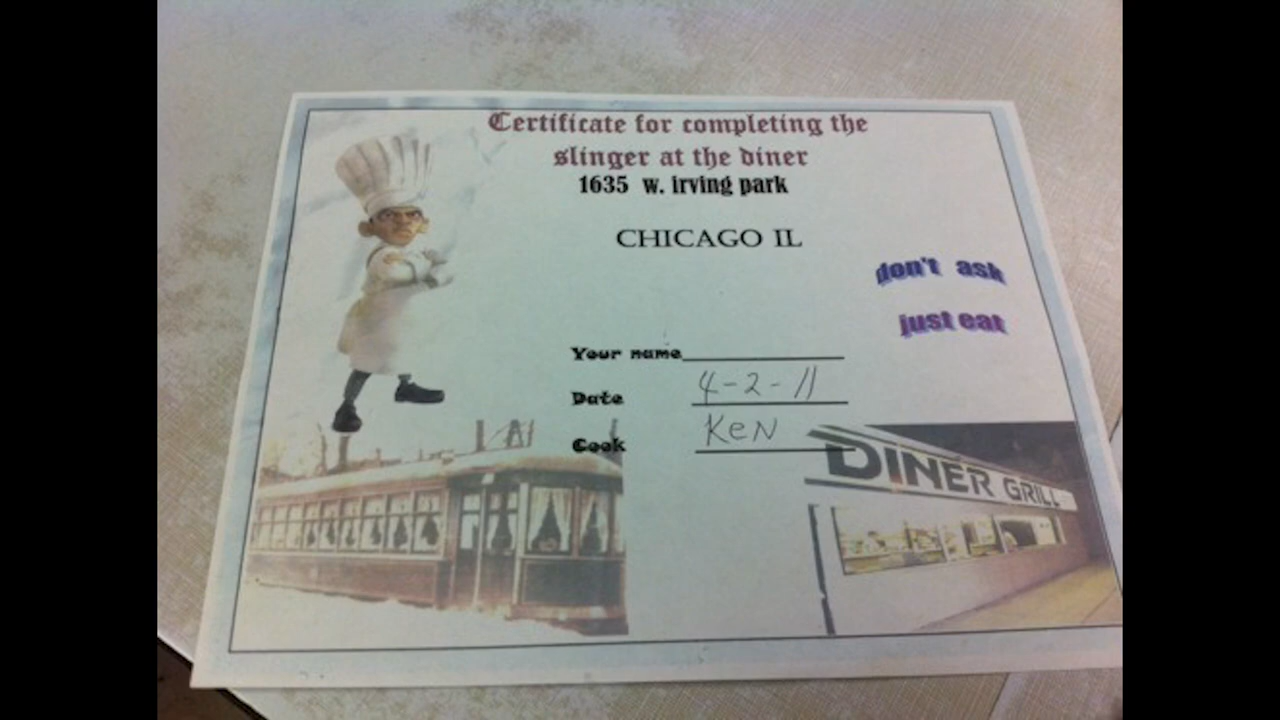 Certificate for completing the
slinger at the diner
1635 w. irving park
CHICAGO IL
don't ask
just eat
Your name
Date 4-2-11
Cook KeN
DINER GRILL